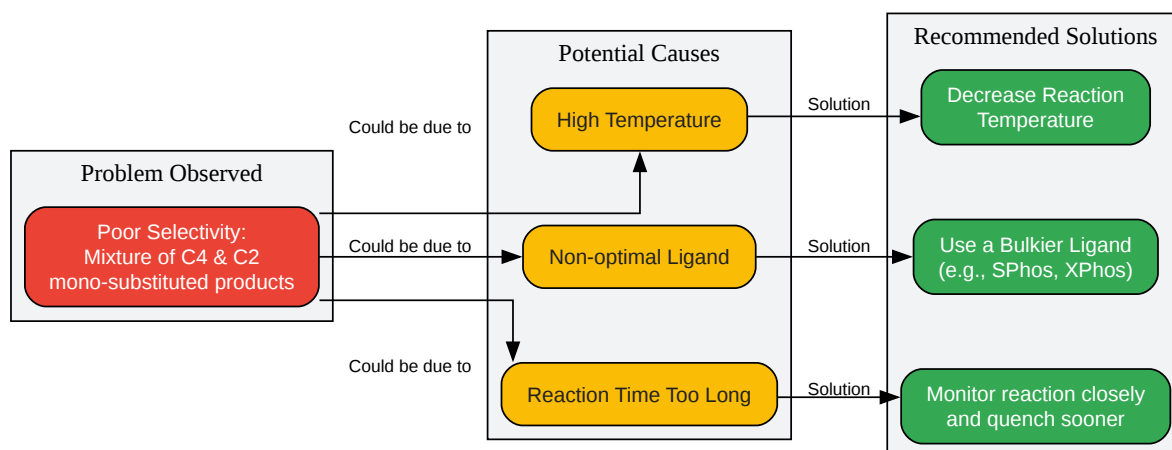 Problem Observed
Poor Selectivity:
Mixture of C4 & C2
mono-substituted products
Could be due to
Could be due to
Could be due to
Potential Causes
High Temperature
Non-optimal Ligand
Reaction Time Too Long
Solution
Solution
Solution
Recommended Solutions
Decrease Reaction
Temperature
Use a Bulkier Ligand
(e.g., SPhos, XPhos)
Monitor reaction closely
and quench sooner